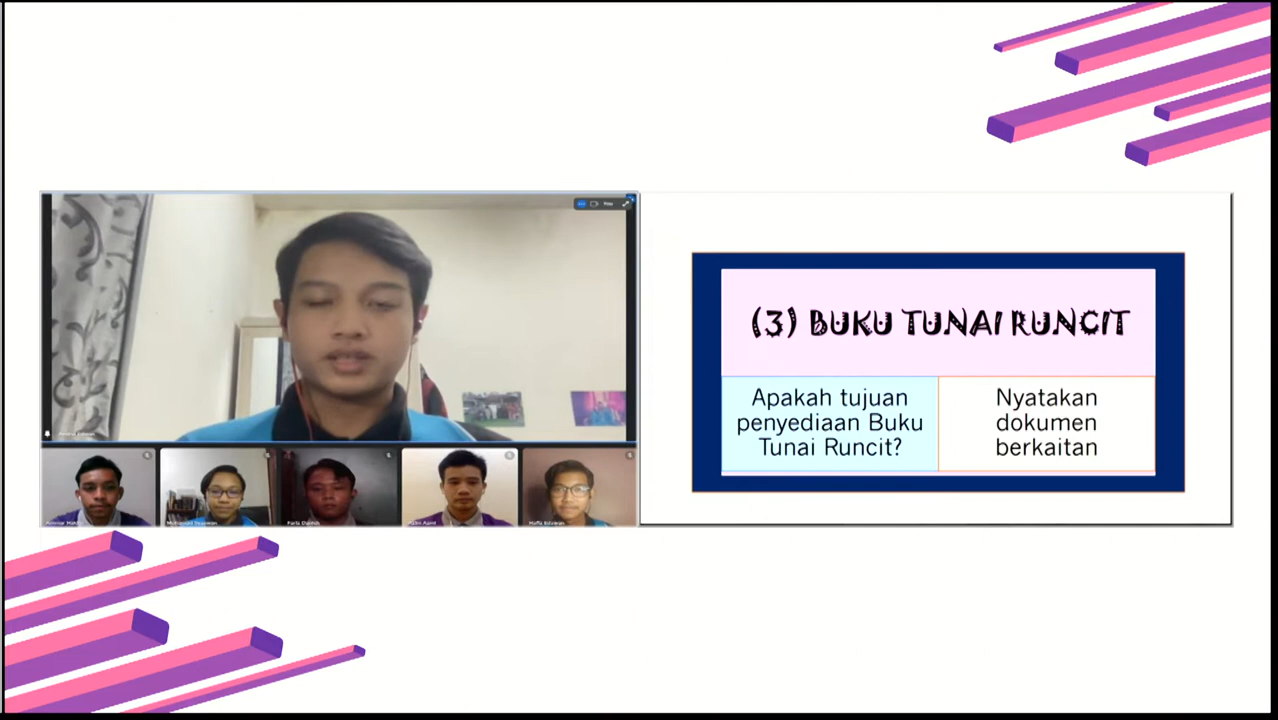 (3) BUKU TUNAI RUNCIT
Apakah tujuan
penyediaan Buku
Tunai Runcit?
Nyatakan
dokumen
berkaitan